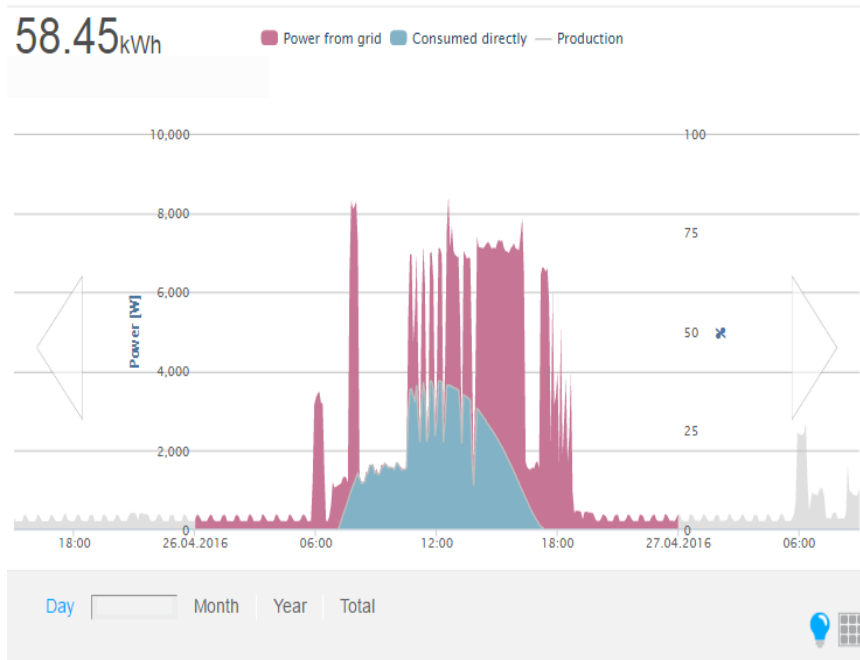 58.45kWh
Power from grid Consumed directly Production
10,000 100
8,000
75
6,000
Power [W]
50 %
4,000
25
2,000
0 0
18:00 26.04.2016 06:00 12:00 18:00 27.04.2016 06:00
Day Month Year Total